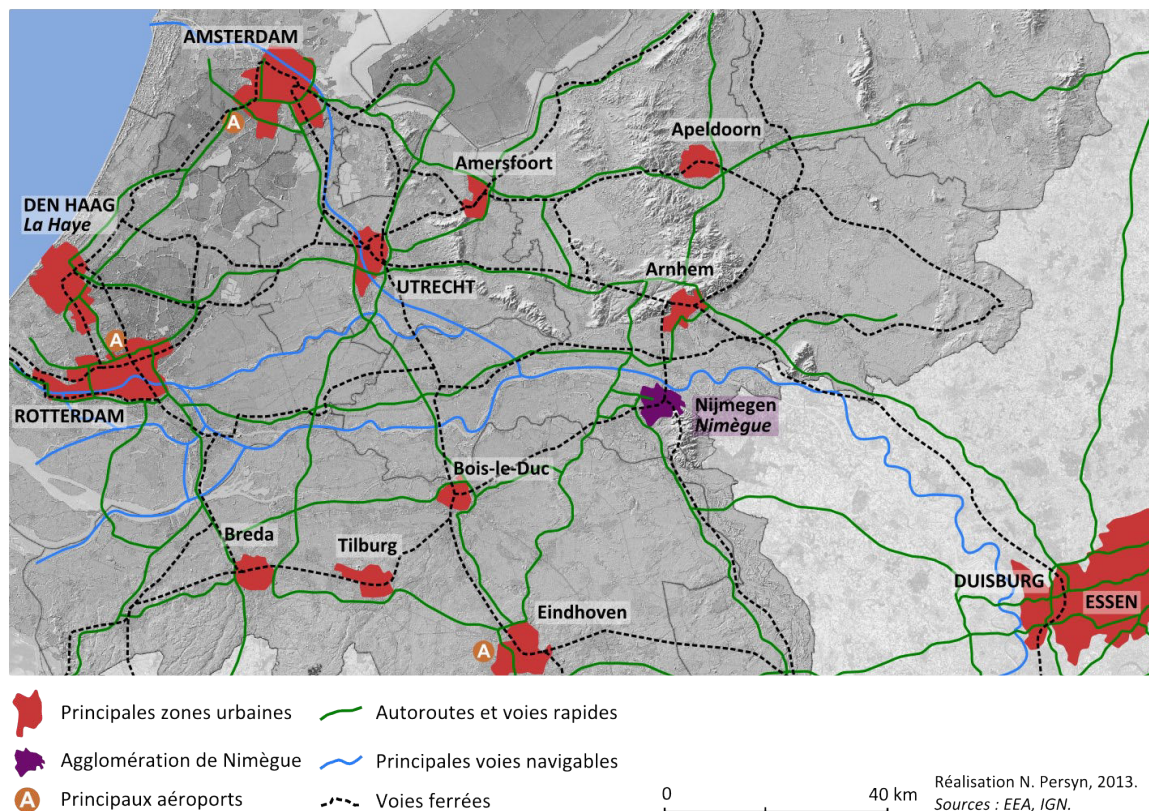 AMSTERDAM
A
Apeldoorn
Amersfoort
DEN HAAG
La Haye
Arnhem
UTRECHT
A
ROTTERDAM
Nijmegen
Nimègue
Bois-le-Duc
Breda
Tilburg
DUISBURG
ESSEN
Eindhoven
A
Principales zones urbaines
Autoroutes et voies rapides
Agglomération de Nimègue
Principales voies navigables
A Principaux aéroports
Voies ferrées
0 40 km
Réalisation N. Persyn, 2013.
Sources : EEA, IGN.